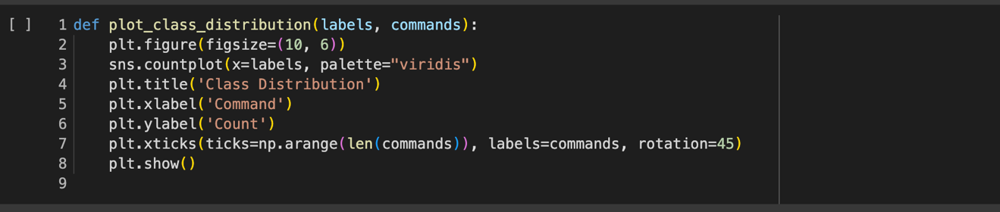 [ ] 1 def plot_class_distribution(labels, commands):
2     plt.figure(figsize=(10, 6))
3     sns.countplot(x=labels, palette="viridis")
4     plt.title('Class Distribution')
5     plt.xlabel('Command')
6     plt.ylabel('Count')
7     plt.xticks(ticks=np.arange(len(commands)), labels=commands, rotation=45)
8     plt.show()
9